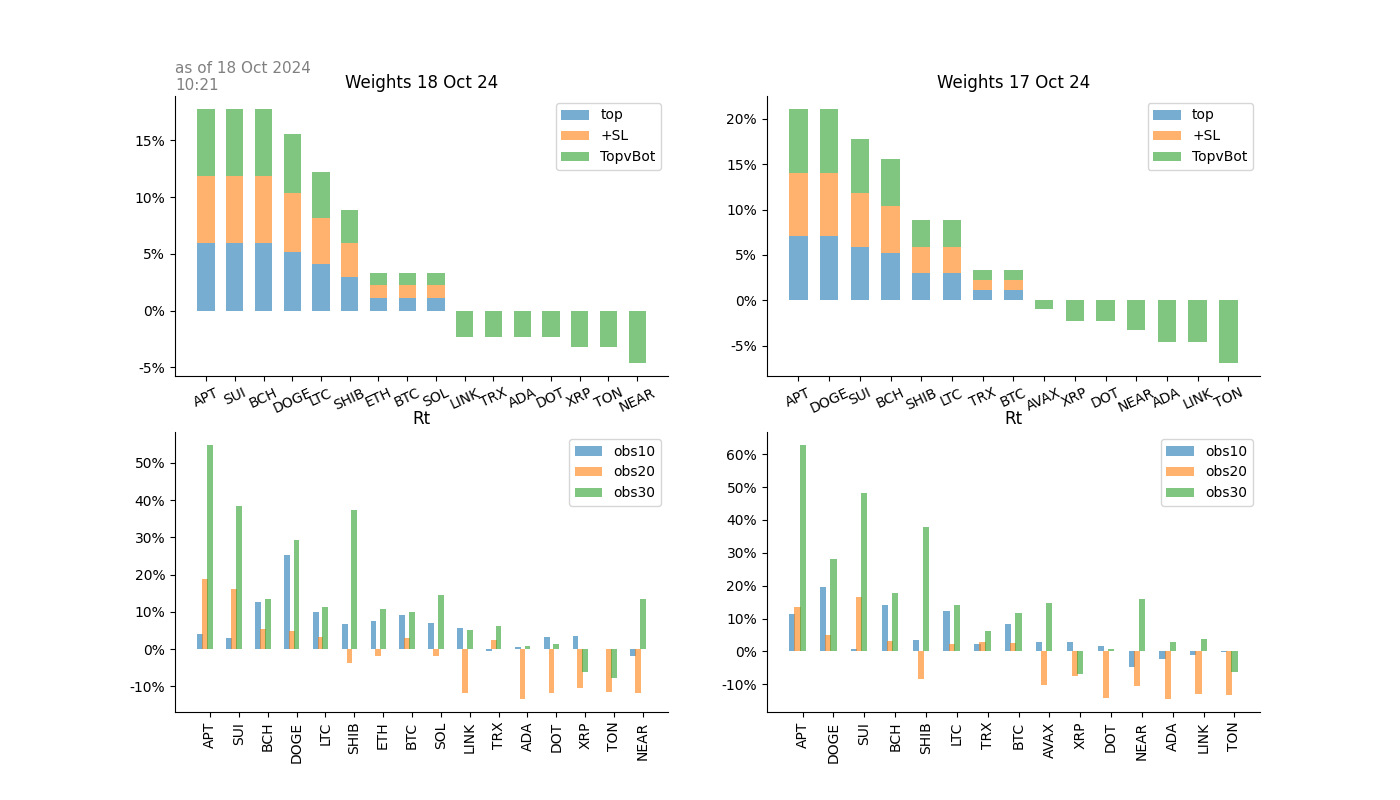 as of 18 Oct 2024
10:21
Weights 18 Oct 24
15%
10%
5%
0%
-5%
top
+SL
TopvBot
APT SUI BCH DOGE LTC SHIB ETH BTC SOL LINK TRX ADA DOT XRP TON NEAR
Weights 17 Oct 24
20%
15%
10%
5%
0%
-5%
top
+SL
TopvBot
APT DOGE SUI BCH SHIB LTC TRX BTC AVAX XRP DOT NEAR ADA LINK TON
Rt
50%
40%
30%
20%
10%
0%
-10%
obs10
obs20
obs30
APT SUI BCH DOGE LTC SHIB ETH BTC SOL LINK TRX ADA DOT XRP TON NEAR
Rt
60%
50%
40%
30%
20%
10%
0%
-10%
obs10
obs20
obs30
APT DOGE SUI BCH SHIB LTC TRX BTC AVAX XRP DOT NEAR ADA LINK TON